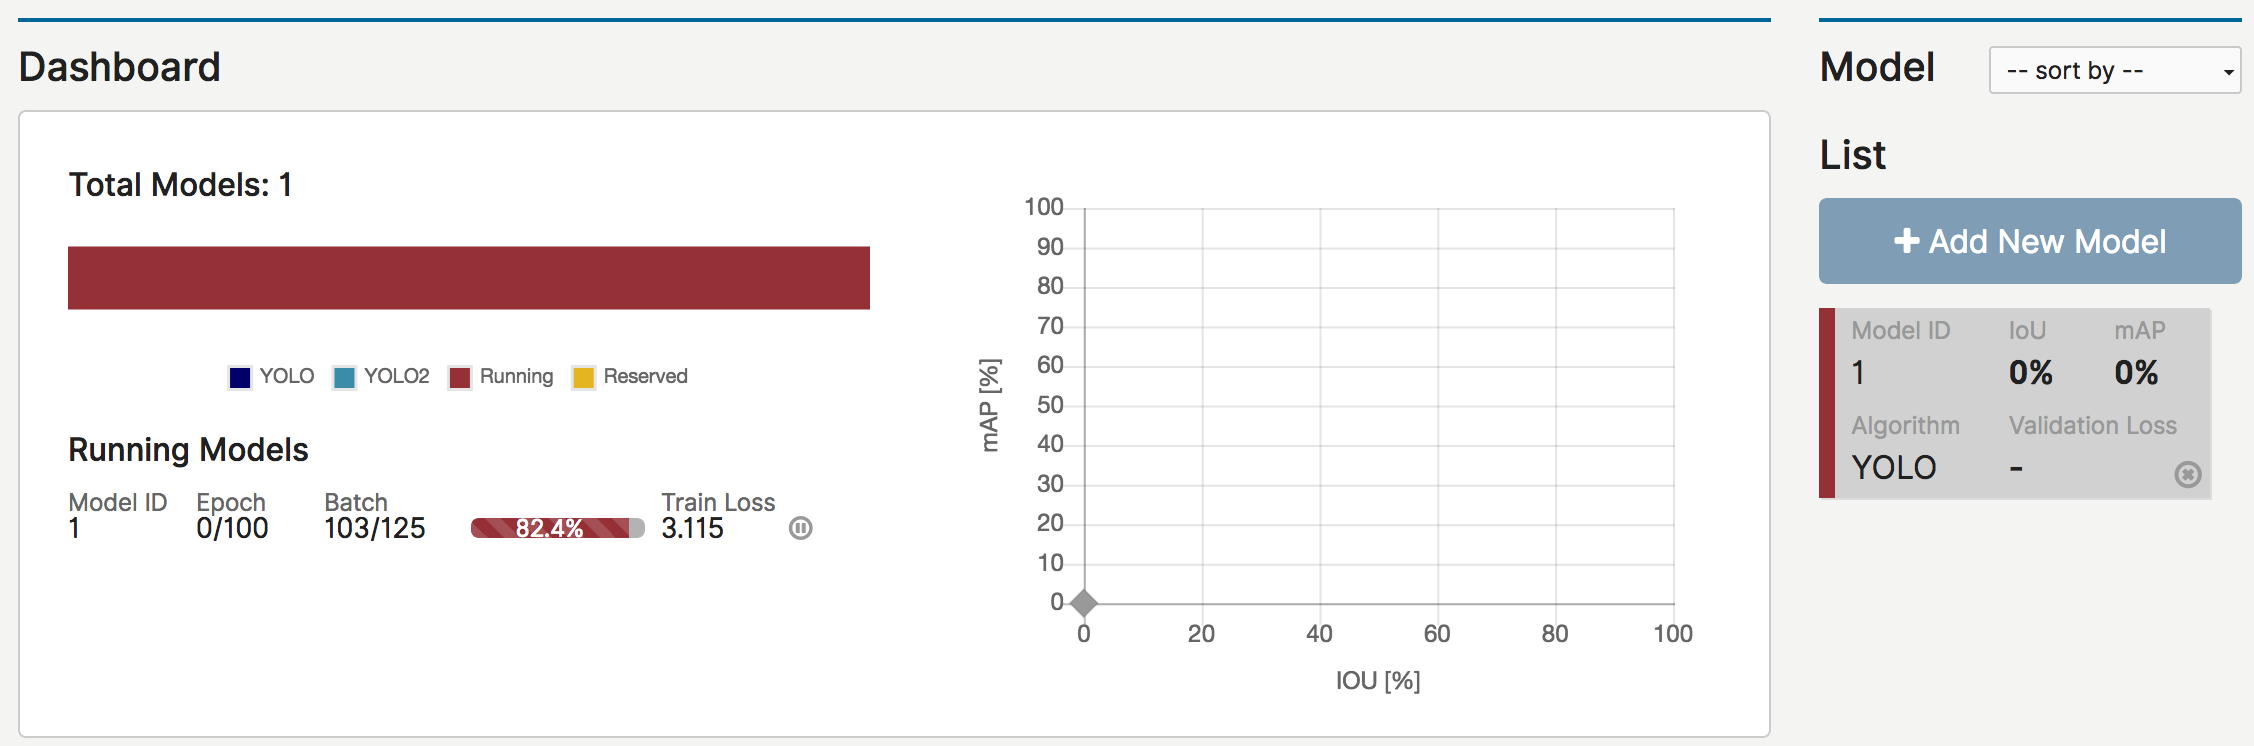 Dashboard
Total Models: 1
YOLO YOLO2 Running Reserved
Running Models
Model ID Epoch Batch Train Loss
1 0/100 103/125 82.4% 3.115
100
90
80
70
60
50
40
30
20
10
0
mAP [%]
0 20 40 60 80 100
IOU [%]
Model -- sort by --
List
Add New Model
Model ID IoU mAP
1 0% 0%
Algorithm Validation Loss
YOLO -